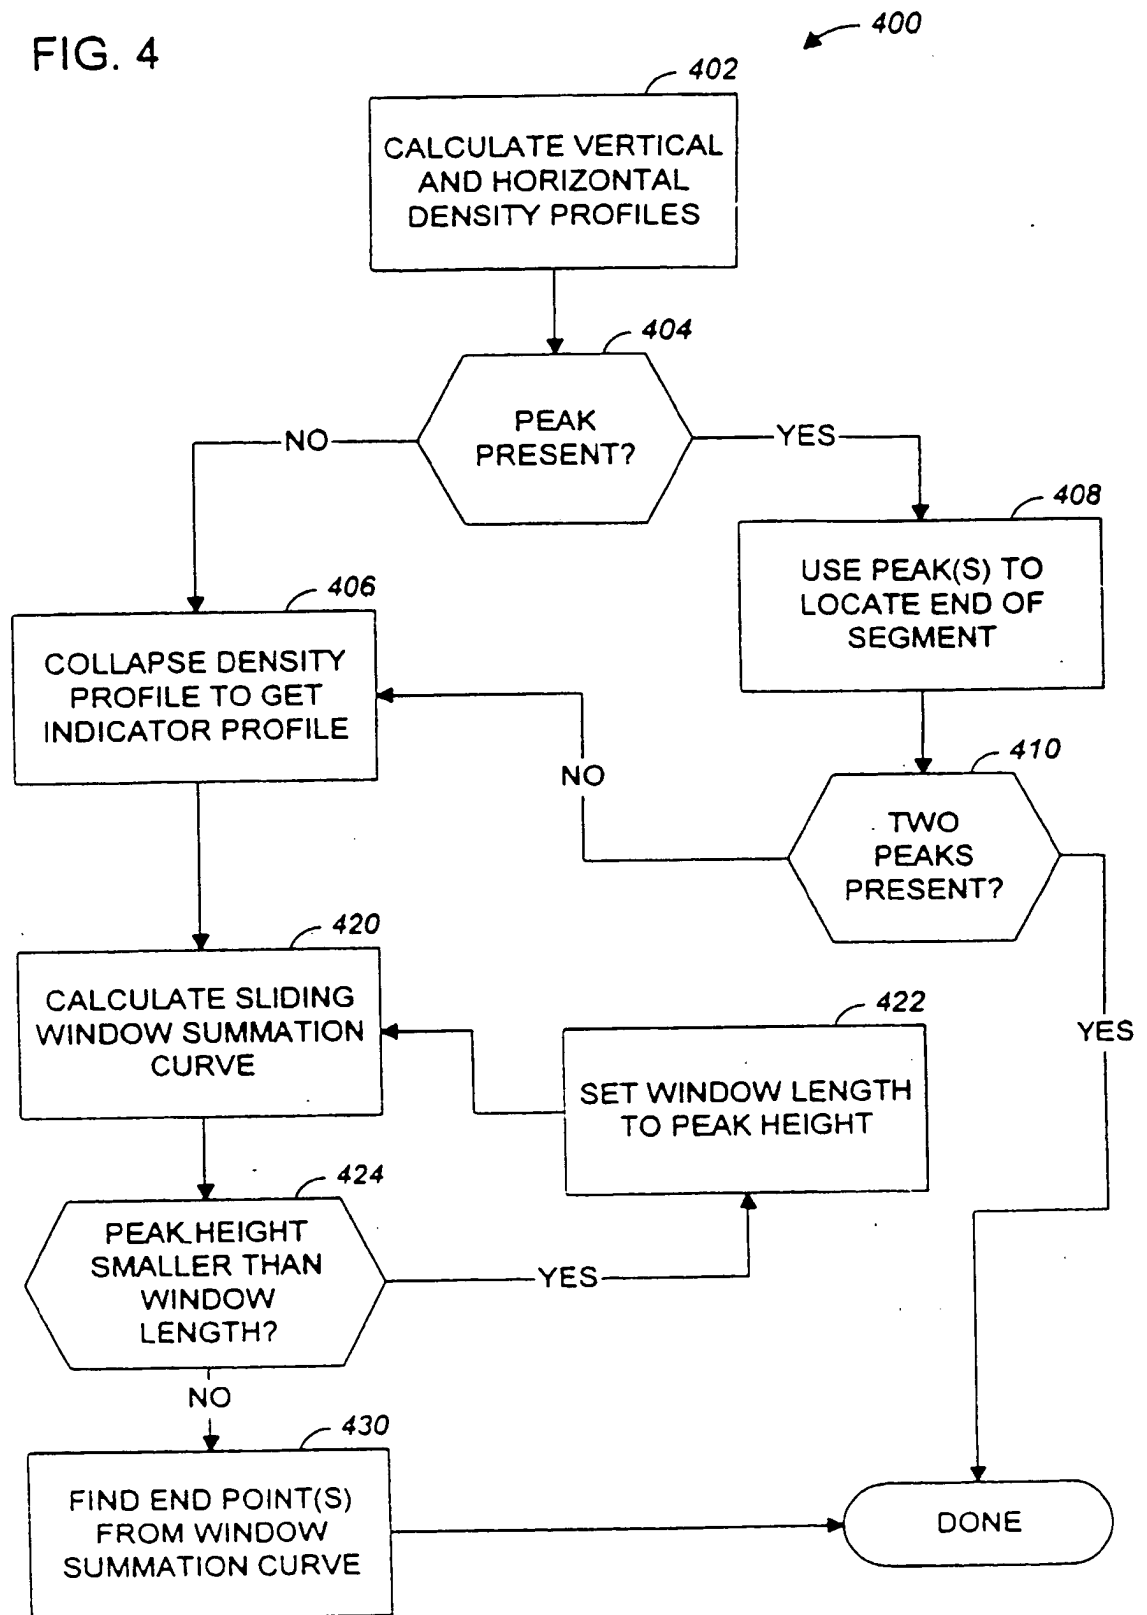 FIG. 4
400
402
CALCULATE VERTICAL
AND HORIZONTAL
DENSITY PROFILES
404
PEAK
PRESENT?
NO
YES
408
USE PEAK(S) TO
LOCATE END OF
SEGMENT
406
COLLAPSE DENSITY
PROFILE TO GET
INDICATOR PROFILE
410
TWO
PEAKS
PRESENT?
NO
YES
420
CALCULATE SLIDING
WINDOW SUMMATION
CURVE
422
SET WINDOW LENGTH
TO PEAK HEIGHT
424
PEAK HEIGHT
SMALLER THAN
WINDOW
LENGTH?
YES
NO
430
FIND END POINT(S)
FROM WINDOW
SUMMATION CURVE
DONE